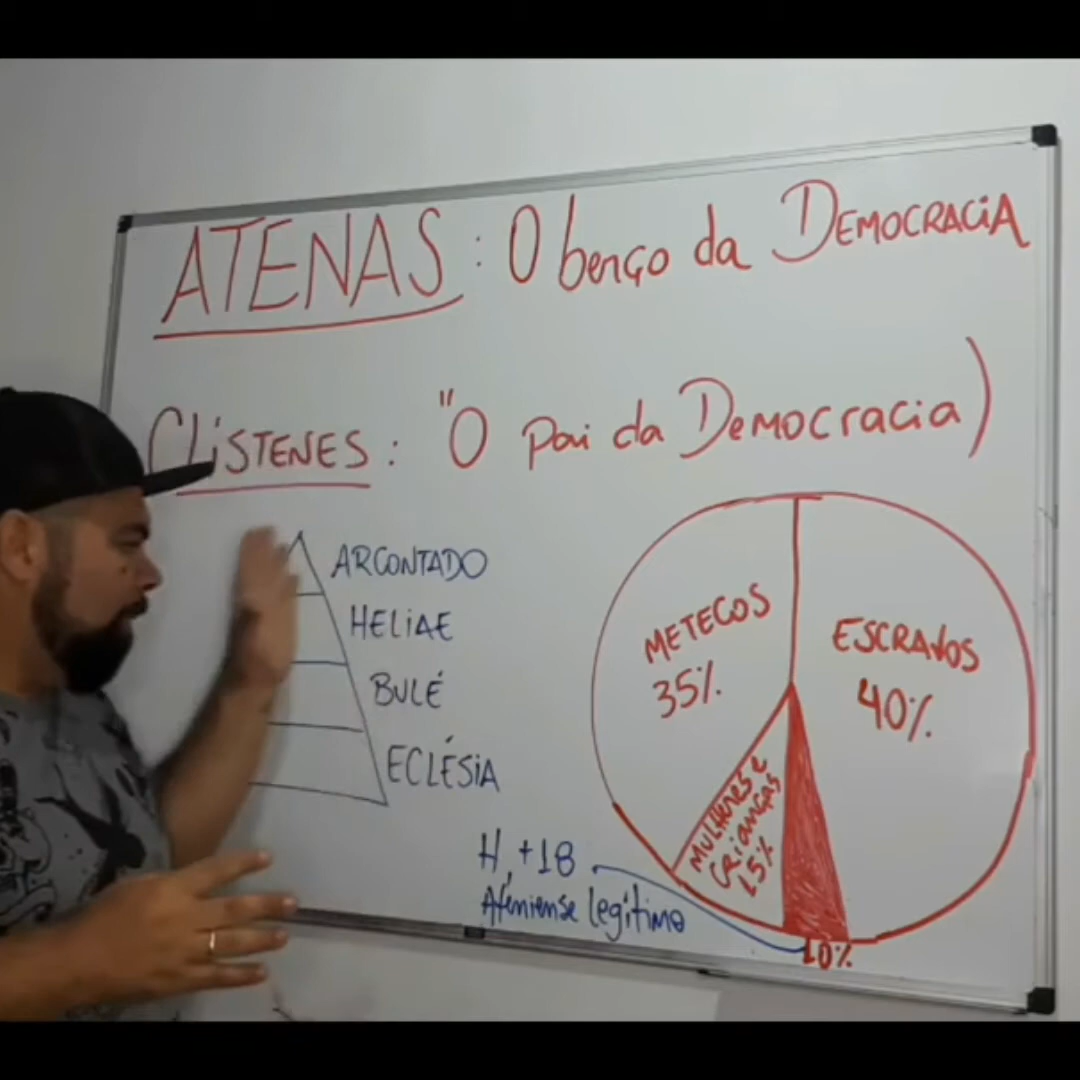 ATENAS: O berço da DEMOCRACIA
CLÍSTENES: "O pai da DEMOCRACIA)
ARCONTADO
HELIAE
BULÉ
ECLÉSIA
METECOS
35%
ESCRAVOS
40%
MULHERES E
CRIANÇAS
15%
10%
H, +18
Ateniense legítimo